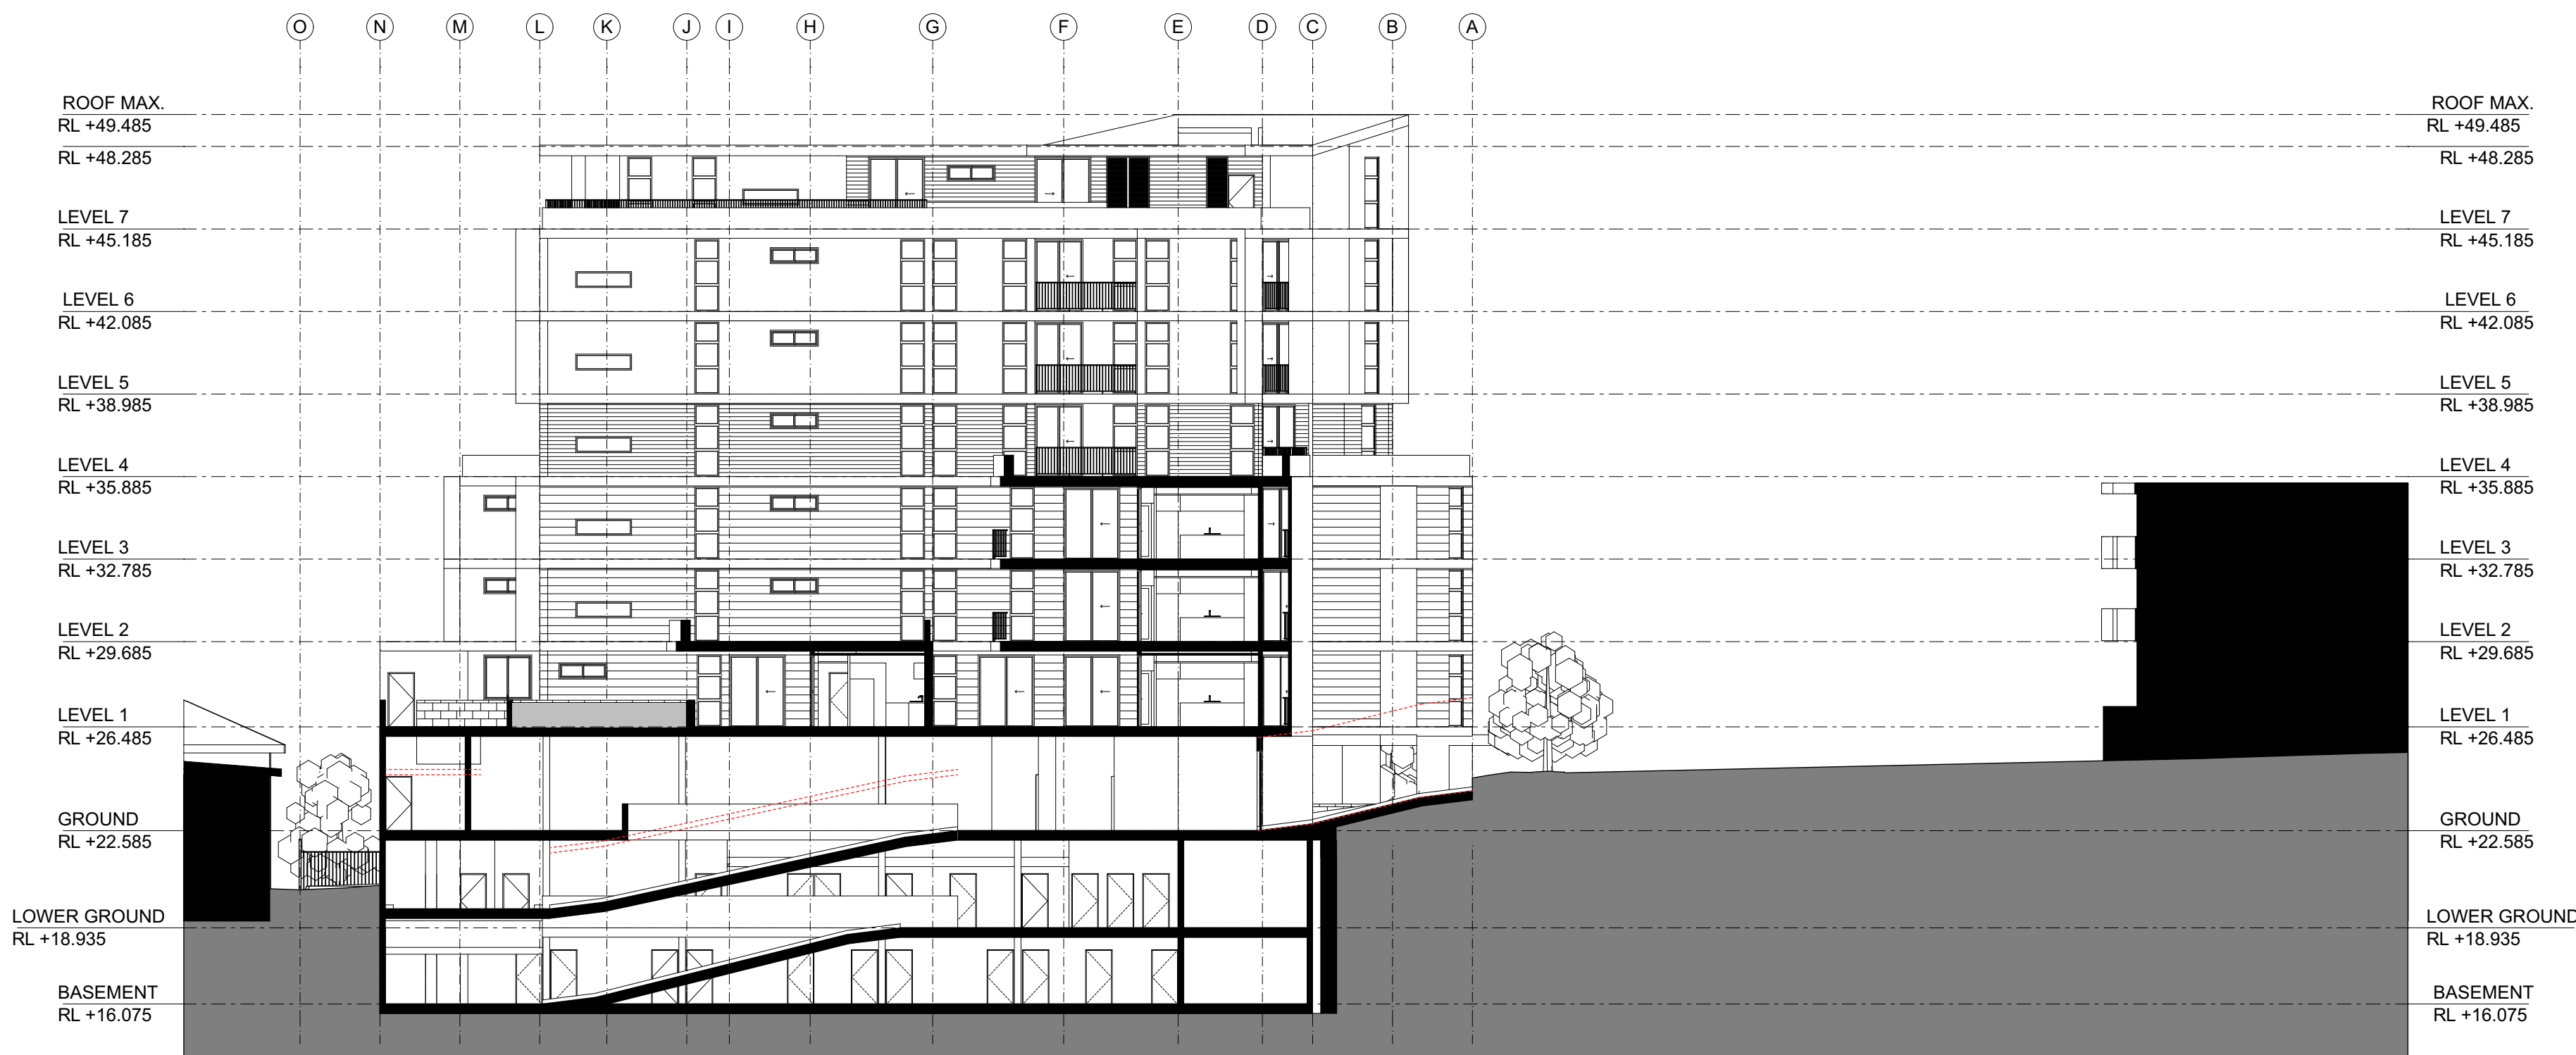 O N M L K J I H G F E D C B A
ROOF MAX.
RL +49.485
RL +48.285
LEVEL 7
RL +45.185
LEVEL 6
RL +42.085
LEVEL 5
RL +38.985
LEVEL 4
RL +35.885
LEVEL 3
RL +32.785
LEVEL 2
RL +29.685
LEVEL 1
RL +26.485
GROUND
RL +22.585
LOWER GROUND
RL +18.935
BASEMENT
RL +16.075
ROOF MAX.
RL +49.485
RL +48.285
LEVEL 7
RL +45.185
LEVEL 6
RL +42.085
LEVEL 5
RL +38.985
LEVEL 4
RL +35.885
LEVEL 3
RL +32.785
LEVEL 2
RL +29.685
LEVEL 1
RL +26.485
GROUND
RL +22.585
LOWER GROUND
RL +18.935
BASEMENT
RL +16.075